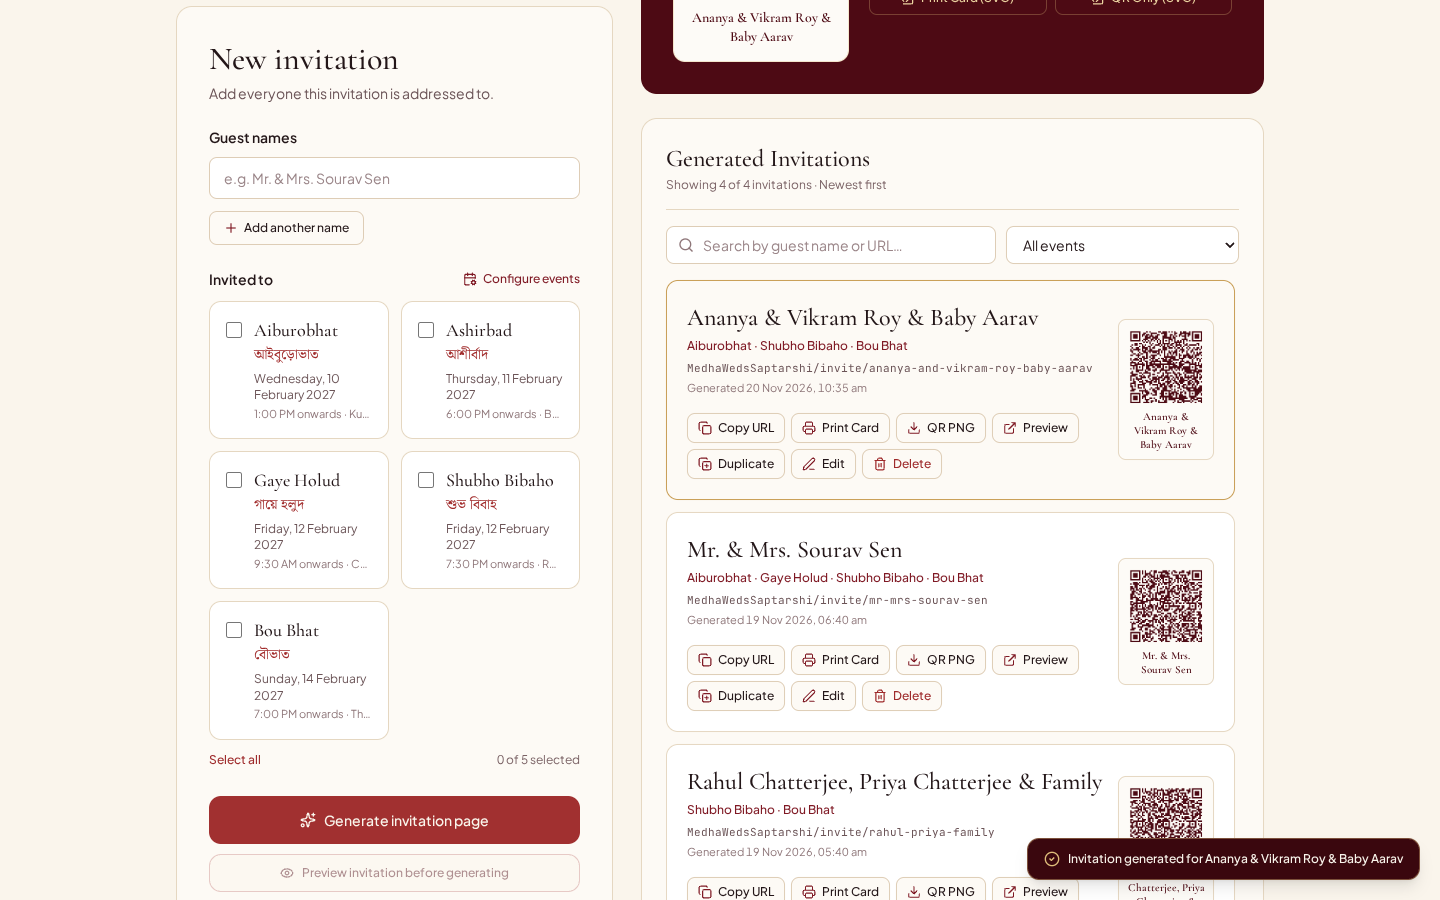 New invitation
Add everyone this invitation is addressed to.
Guest names
e.g. Mr. & Mrs. Sourav Sen
Add another name
Invited to
Configure events
Aiburobhat
আইবুড়োভাত
Wednesday, 10
February 2027
1:00 PM onwards · Ku...
Ashirbad
আশীর্বাদ
Thursday, 11 February
2027
6:00 PM onwards · B...
Gaye Holud
গায়ে হলুদ
Friday, 12 February
2027
9:30 AM onwards · C...
Shubho Bibaho
শুভ বিবাহ
Friday, 12 February
2027
7:30 PM onwards · R...
Bou Bhat
বৌভাত
Sunday, 14 February
2027
7:00 PM onwards · Th...
Select all
0 of 5 selected
Generate invitation page
Preview invitation before generating
Ananya & Vikram Roy &
Baby Aarav
Generated Invitations
Showing 4 of 4 invitations · Newest first
Search by guest name or URL...
All events
Ananya & Vikram Roy & Baby Aarav
Aiburobhat · Shubho Bibaho · Bou Bhat
MedhaWedsSaptarshi/invite/ananya-and-vikram-roy-baby-aarav
Generated 20 Nov 2026, 10:35 am
Copy URL
Print Card
QR PNG
Preview
Duplicate
Edit
Delete
Ananya &
Vikram Roy &
Baby Aarav
Mr. & Mrs. Sourav Sen
Aiburobhat · Gaye Holud · Shubho Bibaho · Bou Bhat
MedhaWedsSaptarshi/invite/mr-mrs-sourav-sen
Generated 19 Nov 2026, 06:40 am
Copy URL
Print Card
QR PNG
Preview
Duplicate
Edit
Delete
Mr. & Mrs.
Sourav Sen
Rahul Chatterjee, Priya Chatterjee & Family
Shubho Bibaho · Bou Bhat
MedhaWedsSaptarshi/invite/rahul-priya-family
Generated 19 Nov 2026, 05:40 am
Copy URL
Print Card
QR PNG
Preview
Invitation generated for Ananya & Vikram Roy & Baby Aarav
Chatterjee, Priya